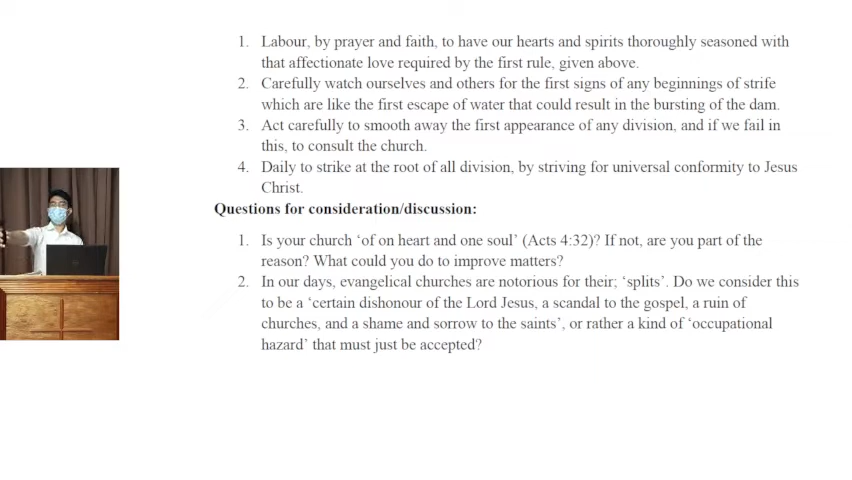 1. Labour, by prayer and faith, to have our hearts and spirits thoroughly seasoned with
that affectionate love required by the first rule, given above.
2. Carefully watch ourselves and others for the first signs of any beginnings of strife
which are like the first escape of water that could result in the bursting of the dam.
3. Act carefully to smooth away the first appearance of any division, and if we fail in
this, to consult the church.
4. Daily to strike at the root of all division, by striving for universal conformity to Jesus
Christ.
Questions for consideration/discussion:
1. Is your church ‘of on heart and one soul’ (Acts 4:32)? If not, are you part of the
reason? What could you do to improve matters?
2. In our days, evangelical churches are notorious for their; ‘splits’. Do we consider this
to be a ‘certain dishonour of the Lord Jesus, a scandal to the gospel, a ruin of
churches, and a shame and sorrow to the saints’, or rather a kind of ‘occupational
hazard’ that must just be accepted?